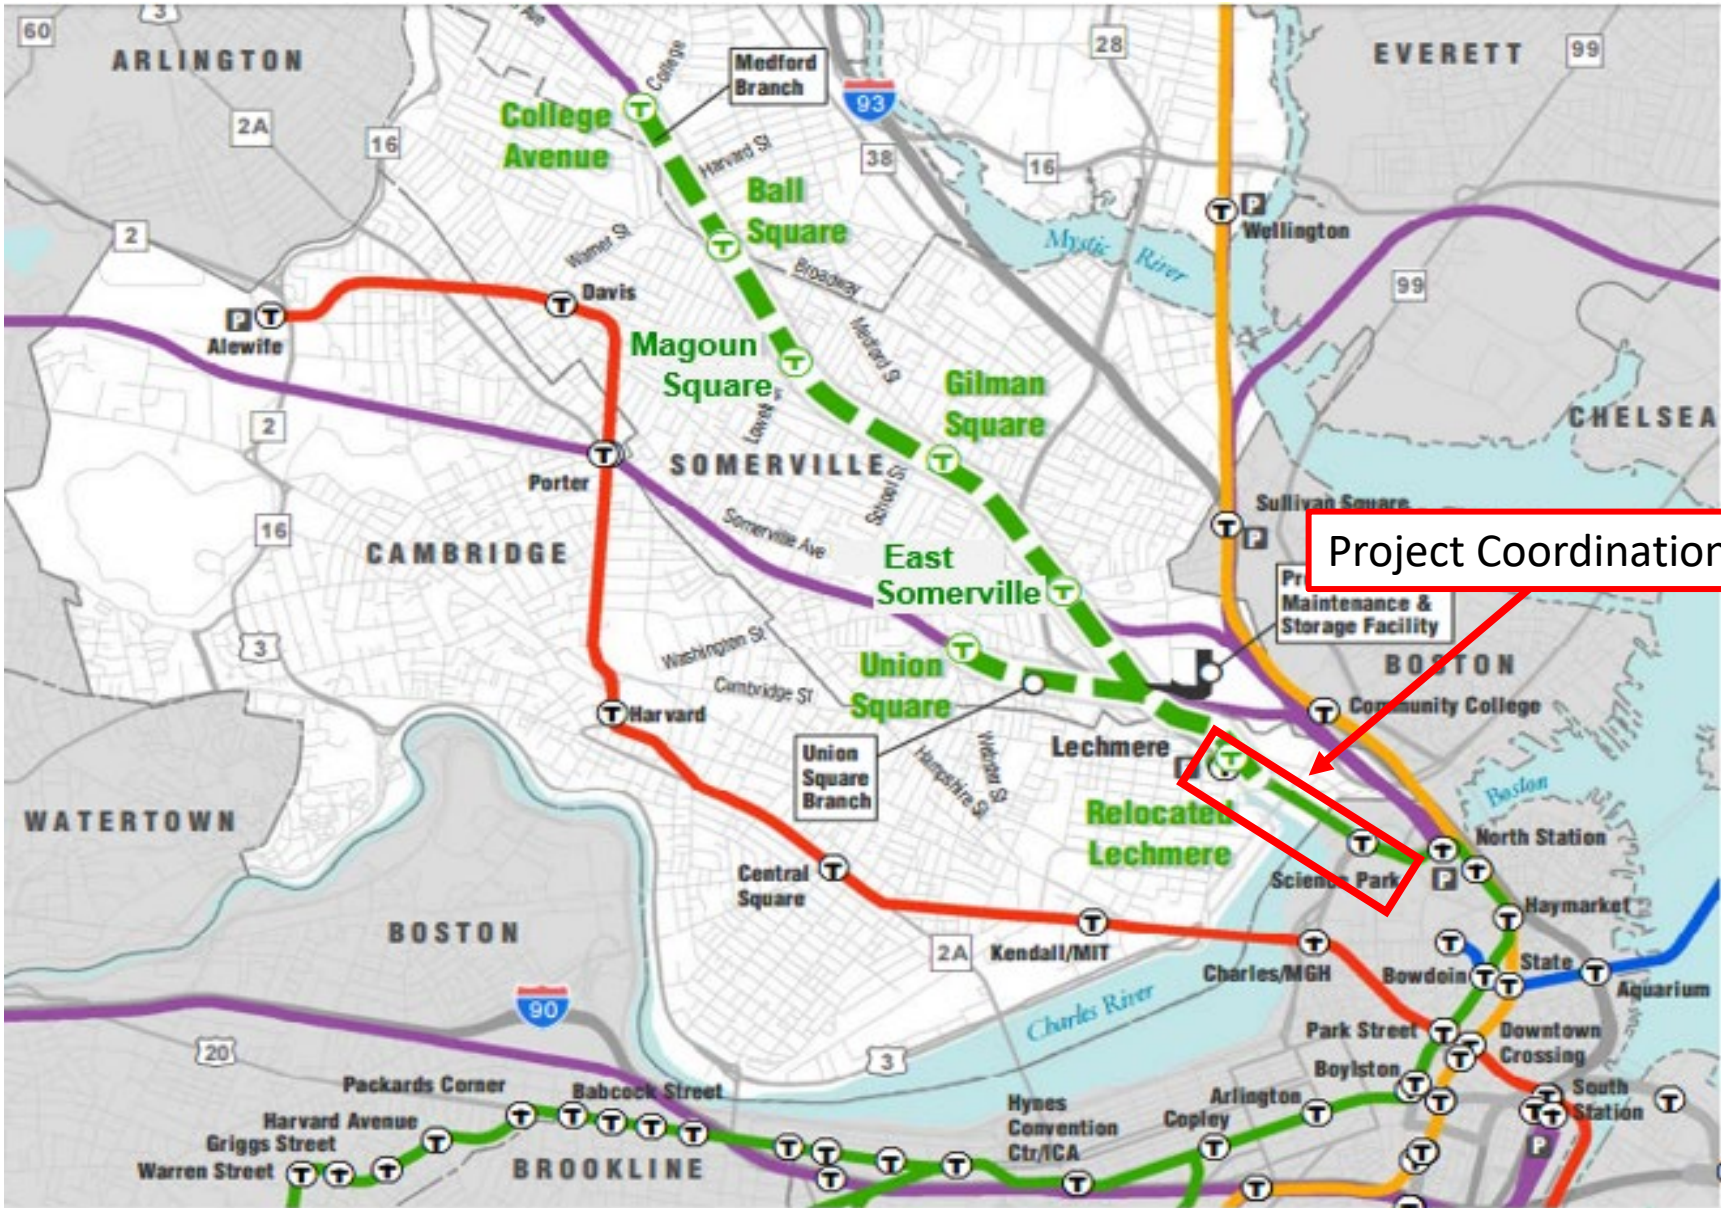 60
3
ARLINGTON
2A
16
Medford
Branch
College
College
Avenue
Harvard St
Ball
Square
93
28
38
16
EVERETT
99
P
Wellington
Mystic River
99
2
Warner St
Broadway
P
Alewife
Davis
Magoun
Square
Medford St
Gilman
Square
CHELSEA
2
Porter
SOMERVILLE
School St
Somerville Ave
Sullivan Square
P
Project Coordination
16
CAMBRIDGE
East
Somerville
Maintenance &
Storage Facility
3
Washington St
Cambridge St
Union
Square
BOSTON
Community College
Harvard
Union
Square
Branch
Hampshire St
Lechmere
Relocated
Lechmere
Boston
WATERTOWN
North Station
P
Science Park
Central
Square
Haymarket
BOSTON
2A
Kendall/MIT
Charles/MGH
Bowdoin
State
Aquarium
90
Charles River
Park Street
Downtown
Crossing
20
3
Boylston
Packards Corner
Babcock Street
Harvard Avenue
Griggs Street
Warren Street
BROOKLINE
Hynes
Convention
Ctr/ICA
Copley
Arlington
South
Station
P